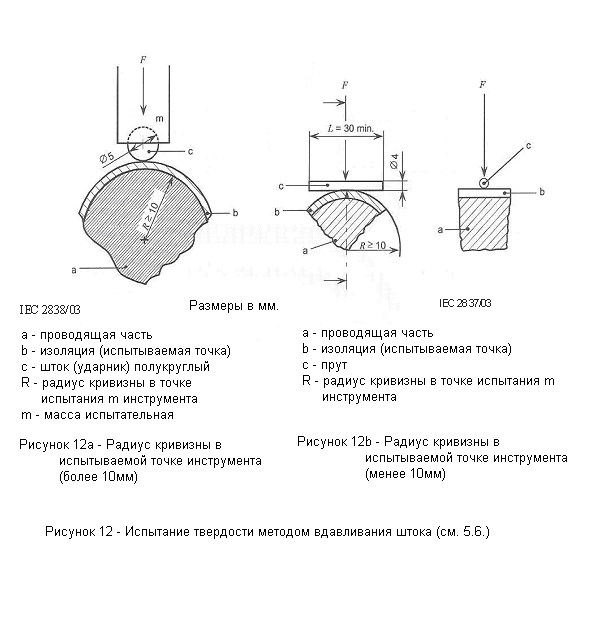 F
m
c
Ø5
R ≥ 10
b
a
F
L = 30 min.
Ø 4
c
b
a
R ≥ 10
F
c
b
a
IEC 2838/03
Размеры в мм.
IEC 2837/03
a - проводящая часть
b - изоляция (испытываемая точка)
c - шток (ударник) полукруглый
R - радиус кривизны в точке
испытания m инструмента
m - масса испытательная
Рисунок 12a - Радиус кривизны в
испытываемой точке инструмента
(более 10мм)
a - проводящая часть
b - изоляция (испытываемая точка)
c - прут
R - радиус кривизны в точке испытания m
инструмента
Рисунок 12b - Радиус кривизны в
испытываемой точке инструмента
(менее 10мм)
Рисунок 12 - Испытание твердости методом вдавливания штока (см. 5.6.)